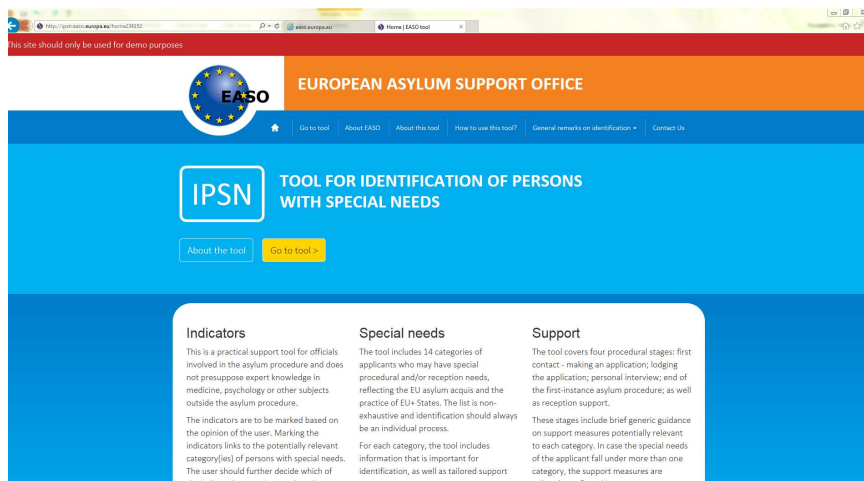 http://ipsn.easo.europa.eu/home234192
easo.europa.eu
Home | EASO tool
This site should only be used for demo purposes
EASO
EUROPEAN ASYLUM SUPPORT OFFICE
Go to tool
About EASO
About this tool
How to use this tool?
General remarks on identification
Contact Us
IPSN
TOOL FOR IDENTIFICATION OF PERSONS
WITH SPECIAL NEEDS
About the tool
Go to tool >
Indicators
This is a practical support tool for officials
involved in the asylum procedure and does
not presuppose expert knowledge in
medicine, psychology or other subjects
outside the asylum procedure.
The indicators are to be marked based on
the opinion of the user. Marking the
indicators links to the potentially relevant
category(ies) of persons with special needs.
The user should further decide which of
Special needs
The tool includes 14 categories of
applicants who may have special
procedural and/or reception needs,
reflecting the EU asylum acquis and the
practice of EU+ States. The list is non-
exhaustive and identification should always
be an individual process.
For each category, the tool includes
information that is important for
identification, as well as tailored support
Support
The tool covers four procedural stages: first
contact - making an application; lodging
the application; personal interview; end of
the first-instance asylum procedure; as well
as reception support.
These stages include brief generic guidance
on support measures potentially relevant
to each category. In case the special needs
of the applicant fall under more than one
category, the support measures are